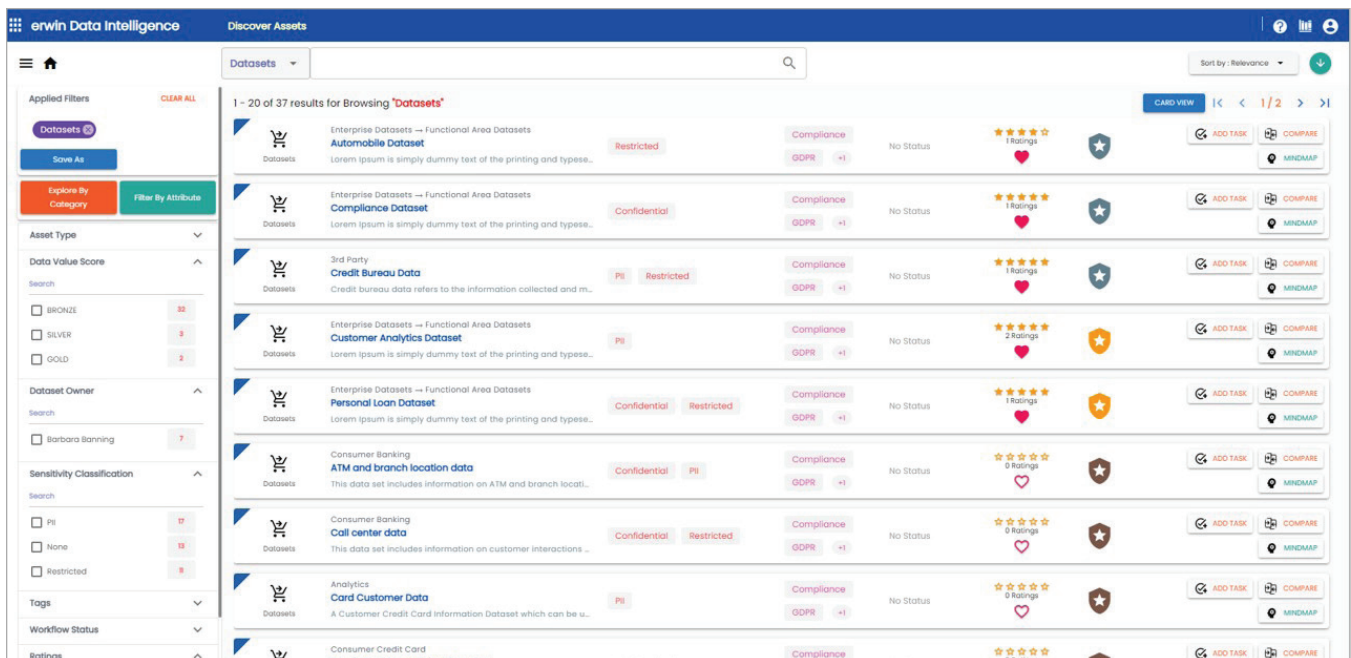 erwin Data Intelligence
Discover Assets
Datasets
Sort by : Relevance
Applied Filters
CLEAR ALL
Datasets
Save As
Explore By Category
Filter By Attribute
Asset Type
Data Value Score
Search
BRONZE 32
SILVER 3
GOLD 2
Dataset Owner
Search
Barbara Banning 7
Sensitivity Classification
Search
PII 17
None 13
Restricted
Tags
Workflow Status
Ratings
1 - 20 of 37 results for Browsing "Datasets"
CARD VIEW
1/2
Datasets
Enterprise Datasets → Functional Area Datasets
Automobile Dataset
Lorem Ipsum is simply dummy text of the printing and typese...
Restricted
Compliance
GDPR +1
No Status
1 Ratings
ADD TASK
COMPARE
MINDMAP
Datasets
Enterprise Datasets → Functional Area Datasets
Compliance Dataset
Lorem Ipsum is simply dummy text of the printing and typese...
Confidential
Compliance
GDPR +1
No Status
1 Ratings
ADD TASK
COMPARE
MINDMAP
Datasets
3rd Party
Credit Bureau Data
Credit bureau data refers to the information collected and m...
PII Restricted
Compliance
GDPR +1
No Status
1 Ratings
ADD TASK
COMPARE
MINDMAP
Datasets
Enterprise Datasets → Functional Area Datasets
Customer Analytics Dataset
Lorem Ipsum is simply dummy text of the printing and typese...
PII
Compliance
GDPR +1
No Status
2 Ratings
ADD TASK
COMPARE
MINDMAP
Datasets
Enterprise Datasets → Functional Area Datasets
Personal Loan Dataset
Lorem Ipsum is simply dummy text of the printing and typese...
Confidential Restricted
Compliance
GDPR +1
No Status
1 Ratings
ADD TASK
COMPARE
MINDMAP
Datasets
Consumer Banking
ATM and branch location data
This data set includes information on ATM and branch locati...
Confidential PII
Compliance
GDPR +1
No Status
0 Ratings
ADD TASK
COMPARE
MINDMAP
Datasets
Consumer Banking
Call center data
This data set includes information on customer interactions ...
Confidential Restricted
Compliance
GDPR +1
No Status
0 Ratings
ADD TASK
COMPARE
MINDMAP
Datasets
Analytics
Card Customer Data
A Customer Credit Card Information Dataset which can be u...
PII
Compliance
GDPR +1
No Status
0 Ratings
ADD TASK
COMPARE
MINDMAP
Consumer Credit Card
Compliance
ADD TASK
COMPARE